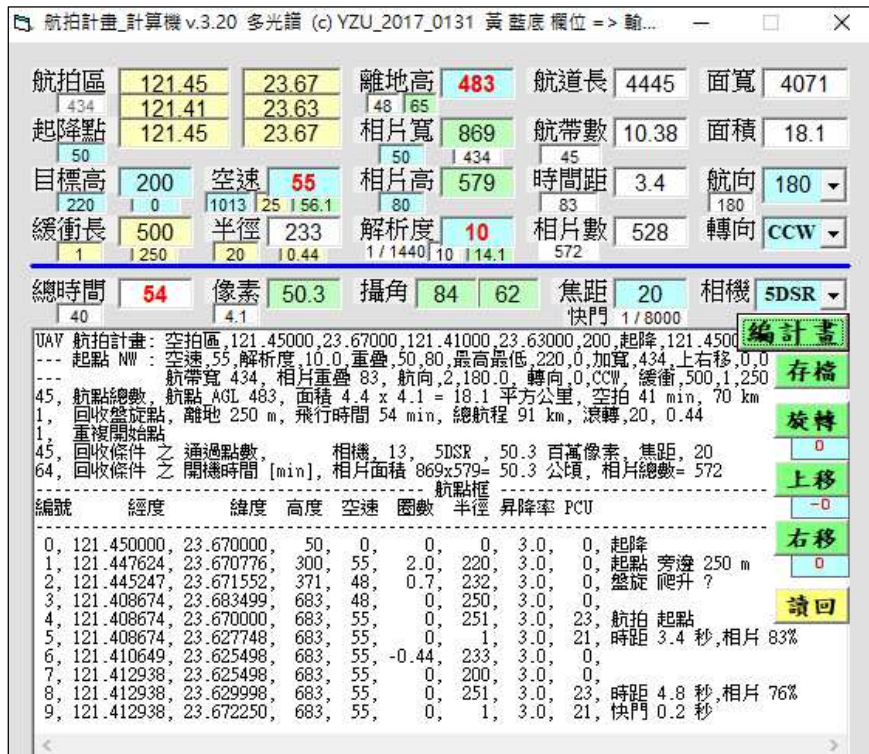 航拍計畫_計算機 v.3.20 多光譜 (c) YZU_2017_0131 黃 藍底 欄位 => 輸...
航拍區 121.45 23.67 離地高 483 航道長 4445 面寬 4071
434 121.41 23.63 48 65
起降點 121.45 23.67 相片寬 869 航帶數 10.38 面積 18.1
50 50 434 45
目標高 200 空速 55 相片高 579 時間距 3.4 航向 180
220 0 1013 25 56.1 80 83 180
緩衝長 500 半徑 233 解析度 10 相片數 528 轉向 CCW
1 250 20 0.44 1/1440 10 14.1 572
總時間 54 像素 50.3 攝角 84 62 焦距 20 相機 5DSR
40 4.1 快門 1/8000
編計畫
存檔
旋轉
0
上移
-0
右移
0
讀回
UAV 航拍計畫: 空拍區,121.45000,23.67000,121.41000,23.63000,200,起降,121.4500
--- 起點 NW : 空速,55,解析度,10.0,重疊,50,80,最高最低,220,0,加寬,434,上右移,0,0
--- 航帶寬 434, 相片重疊 83, 航向,2,180.0, 轉向,0,CCW, 緩衝,500,1,250
45, 航點總數, 航點 AGL 483, 面積 4.4 x 4.1 = 18.1 平方公里, 空拍 41 min, 70 km
1, 回收盤旋點, 離地 250 m, 飛行時間 54 min, 總航程 91 km, 滾轉,20, 0.44
1, 重複開始點
45, 回收條件 之 通過點數, 相機, 13, 5DSR , 50.3 百萬像素, 焦距, 20
64, 回收條件 之 開機時間 [min], 相片面積 869x579= 50.3 公頃, 相片總數= 572
航點框
編號 經度 緯度 高度 空速 圈數 半徑 昇降率 PCU
0, 121.450000, 23.670000, 50, 0, 0, 0, 3.0, 0, 起降
1, 121.447624, 23.670776, 300, 55, 2.0, 220, 3.0, 0, 起點 旁邊 250 m
2, 121.445247, 23.671552, 371, 48, 0.7, 232, 3.0, 0, 盤旋 爬升 ?
3, 121.408674, 23.683499, 683, 48, 0, 250, 3.0, 0,
4, 121.408674, 23.670000, 683, 55, 0, 251, 3.0, 23, 航拍 起點
5, 121.408674, 23.627748, 683, 55, 0, 1, 3.0, 21, 時距 3.4 秒,相片 83%
6, 121.410649, 23.625498, 683, 55, -0.44, 233, 3.0, 0,
7, 121.412938, 23.625498, 683, 55, 0, 200, 3.0, 0,
8, 121.412938, 23.629998, 683, 55, 0, 251, 3.0, 23, 時距 4.8 秒,相片 76%
9, 121.412938, 23.672250, 683, 55, 0, 1, 3.0, 21, 快門 0.2 秒